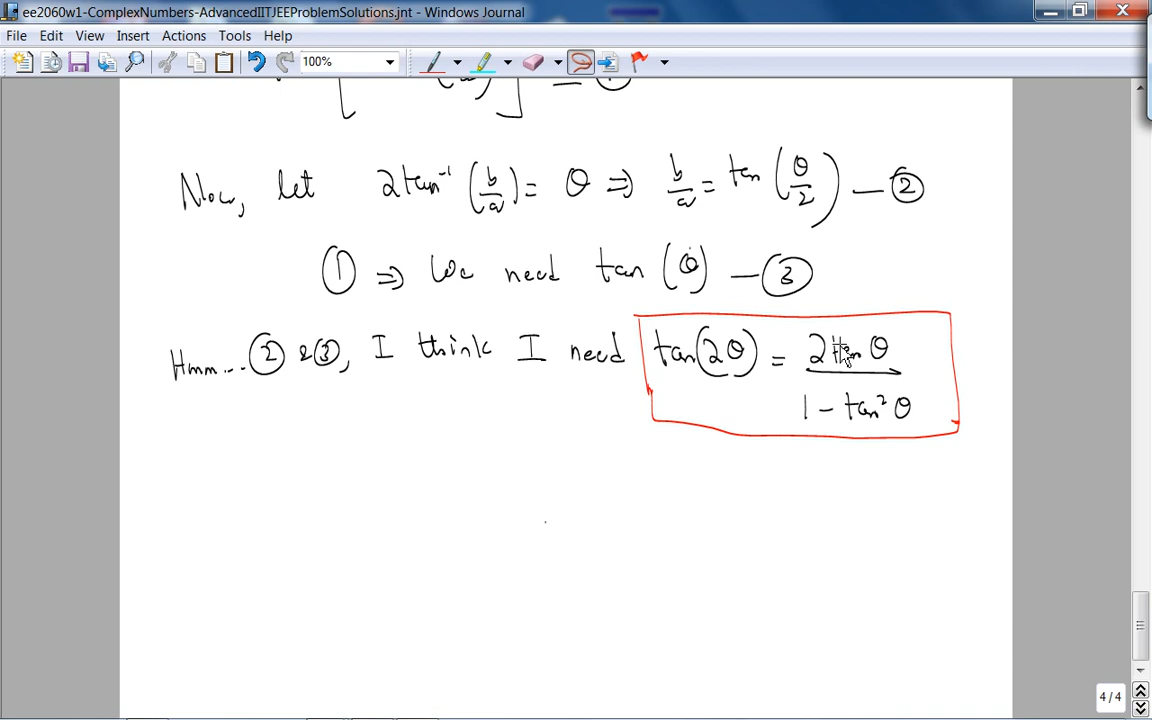 ee2060w1-ComplexNumbers-AdvancedIITJEEProblemSolutions.jnt - Windows Journal
File Edit View Insert Actions Tools Help
100%
Now, let 2tan⁻¹(b/a) = θ ⇒ b/a = tan(θ/2) — ②
① ⇒ We need tan(θ) — ③
Hmm... ② & ③, I think I need tan(2θ) = 2tanθ / 1 - tan²θ
4 / 4